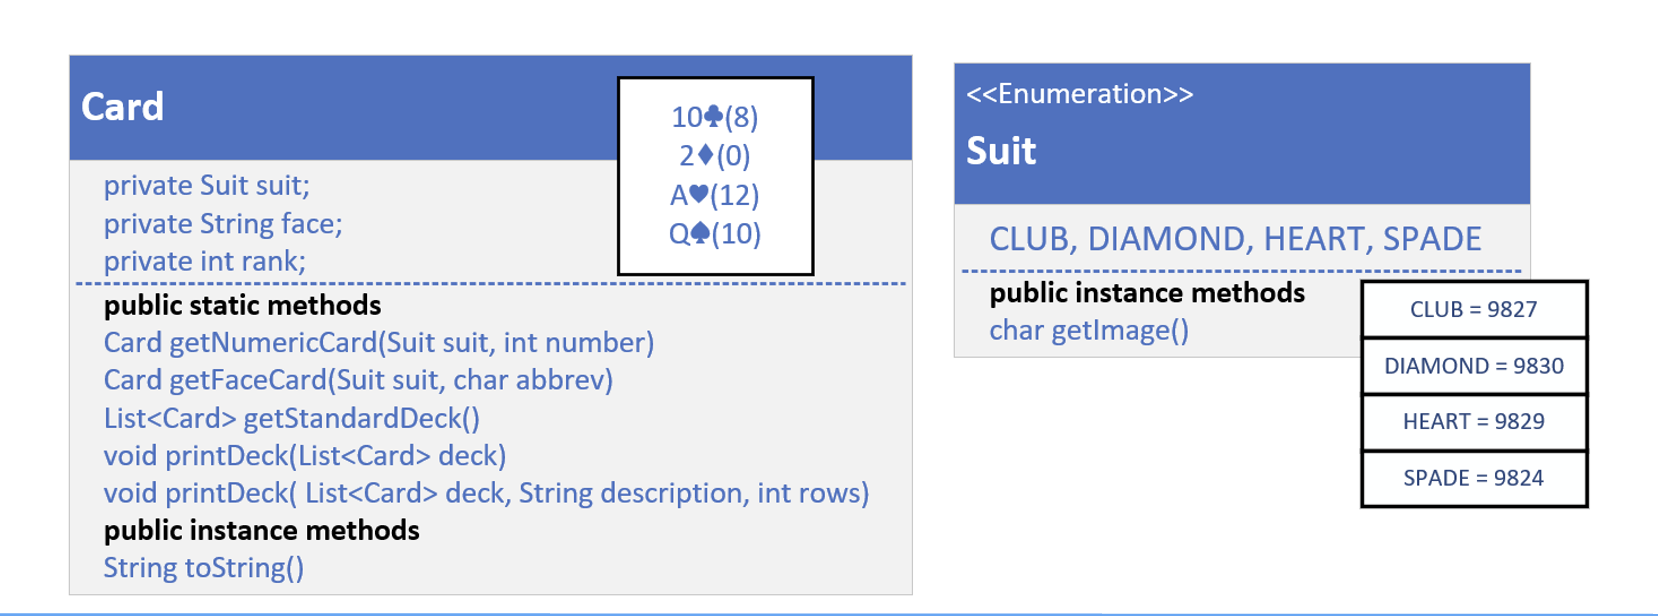 Card
10♣(8)
2♦(0)
A♥(12)
Q♠(10)
private Suit suit;
private String face;
private int rank;
public static methods
Card getNumericCard(Suit suit, int number)
Card getFaceCard(Suit suit, char abbrev)
List<Card> getStandardDeck()
void printDeck(List<Card> deck)
void printDeck( List<Card> deck, String description, int rows)
public instance methods
String toString()
<<Enumeration>>
Suit
CLUB, DIAMOND, HEART, SPADE
public instance methods
char getImage()
CLUB = 9827
DIAMOND = 9830
HEART = 9829
SPADE = 9824